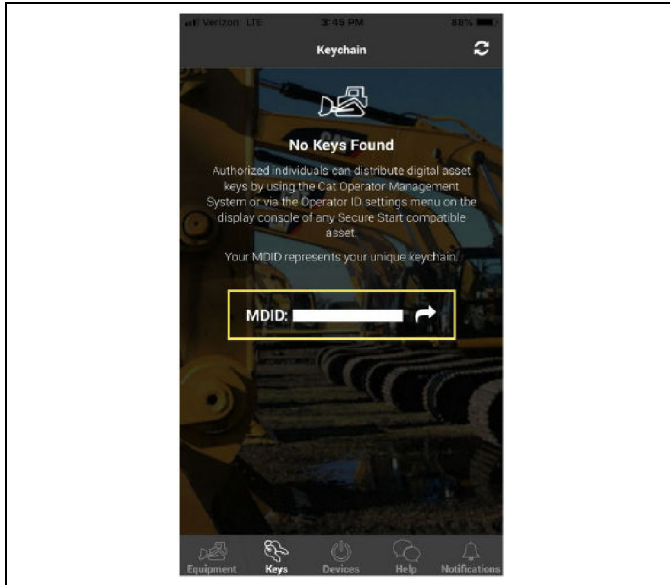 Verizon LTE 3:45 PM 88%
Keychain
No Keys Found
Authorized individuals can distribute digital asset
keys by using the Cat Operator Management
System or via the Operator ID settings menu on the
display console of any Secure Start compatible
asset.
Your MDID represents your unique keychain.
MDID:
Equipment Keys Devices Help Notifications